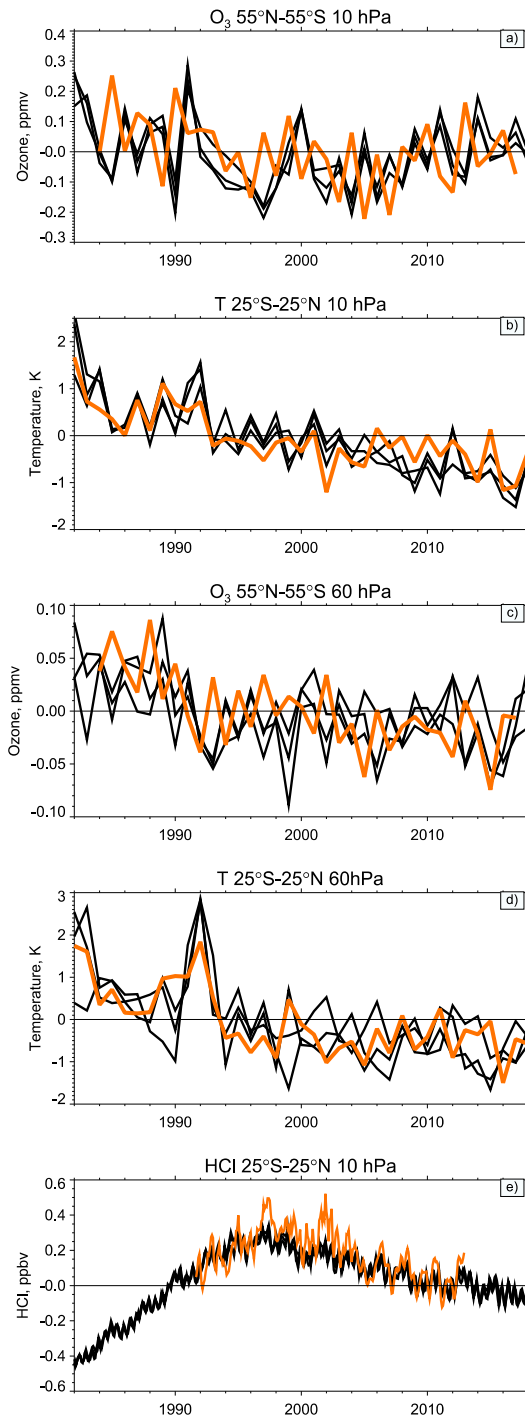 O₃ 55°N-55°S 10 hPa
a)
0.4
0.3
0.2
0.1
-0.0
-0.1
-0.2
-0.3
Ozone, ppmv
1990 2000 2010
T 25°S-25°N 10 hPa
b)
2
1
0
-1
-2
Temperature, K
1990 2000 2010
O₃ 55°N-55°S 60 hPa
c)
0.10
0.05
0.00
-0.05
-0.10
Ozone, ppmv
1990 2000 2010
T 25°S-25°N 60hPa
d)
3
2
1
0
-1
-2
Temperature, K
1990 2000 2010
HCl 25°S-25°N 10 hPa
e)
0.6
0.4
0.2
-0.0
-0.2
-0.4
-0.6
HCl, ppbv
1990 2000 2010